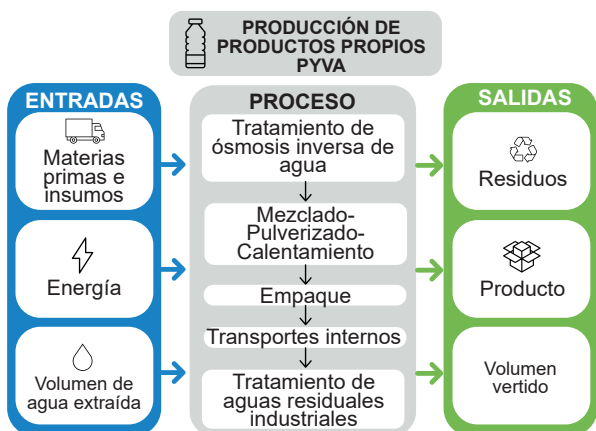 PRODUCCIÓN DE
PRODUCTOS PROPIOS
PYVA
ENTRADAS
Materias
primas e
insumos
Energía
Volumen de
agua extraída
PROCESO
Tratamiento de
ósmosis inversa de
agua
Mezclado-
Pulverizado-
Calentamiento
Empaque
Transportes internos
Tratamiento de
aguas residuales
industriales
SALIDAS
Residuos
Producto
Volumen
vertido